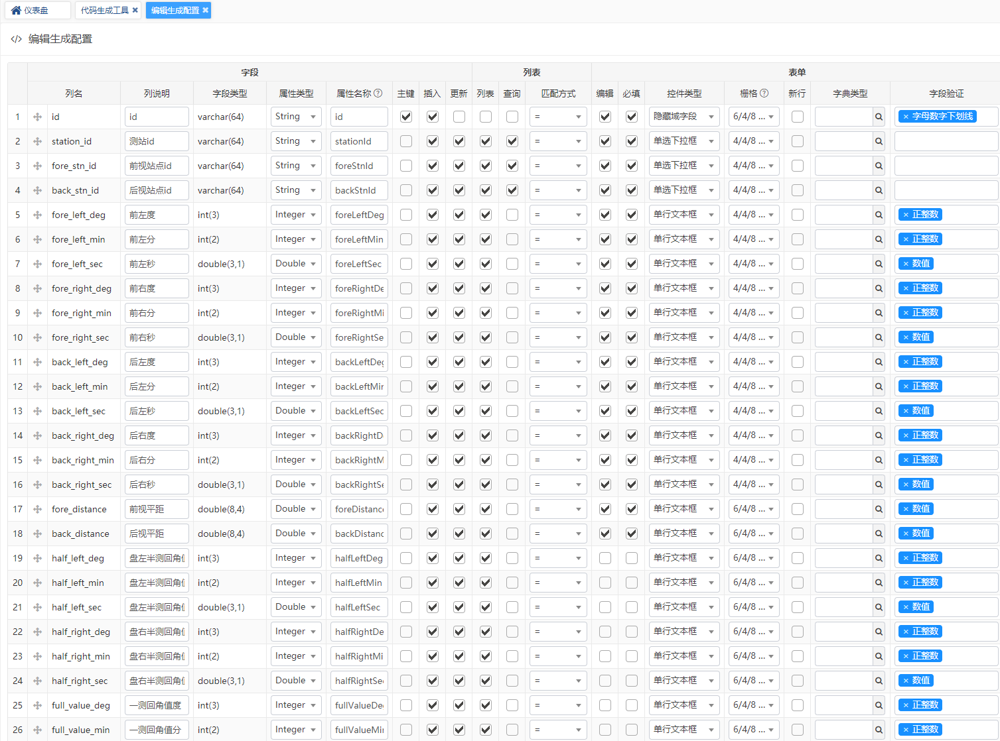 仪表盘 代码生成工具 × 编辑生成配置 ×
</> 编辑生成配置
字段 列表 表单
列名 列说明 字段类型 属性类型 属性名称 ? 主键 插入 更新 列表 查询 匹配方式 编辑 必填 控件类型 栅格 ? 新行 字典类型 字段验证
1 id id varchar(64) String id = 隐藏域字段 6/4/8 ... × 字母数字下划线
2 station_id 测站id varchar(64) String stationId = 单选下拉框 4/4/8 ...
3 fore_stn_id 前视站点id varchar(64) String foreStnId = 单选下拉框 4/4/8 ...
4 back_stn_id 后视站点id varchar(64) String backStnId = 单选下拉框 4/4/8 ...
5 fore_left_deg 前左度 int(3) Integer foreLeftDeg = 单行文本框 4/4/8 ... × 正整数
6 fore_left_min 前左分 int(2) Integer foreLeftMin = 单行文本框 4/4/8 ... × 正整数
7 fore_left_sec 前左秒 double(3,1) Double foreLeftSec = 单行文本框 4/4/8 ... × 数值
8 fore_right_deg 前右度 int(3) Integer foreRightDe = 单行文本框 4/4/8 ... × 正整数
9 fore_right_min 前右分 int(2) Integer foreRightMi = 单行文本框 4/4/8 ... × 正整数
10 fore_right_sec 前右秒 double(3,1) Double foreRightSe = 单行文本框 4/4/8 ... × 数值
11 back_left_deg 后左度 int(3) Integer backLeftDeg = 单行文本框 4/4/8 ... × 正整数
12 back_left_min 后左分 int(2) Integer backLeftMin = 单行文本框 4/4/8 ... × 正整数
13 back_left_sec 后左秒 double(3,1) Double backLeftSec = 单行文本框 4/4/8 ... × 数值
14 back_right_deg 后右度 int(3) Integer backRightD = 单行文本框 4/4/8 ... × 正整数
15 back_right_min 后右分 int(2) Integer backRightM = 单行文本框 4/4/8 ... × 正整数
16 back_right_sec 后右秒 double(3,1) Double backRightSe = 单行文本框 4/4/8 ... × 数值
17 fore_distance 前视平距 double(8,4) Double foreDistance = 单行文本框 6/4/8 ... × 数值
18 back_distance 后视平距 double(8,4) Double backDistanc = 单行文本框 6/4/8 ... × 数值
19 half_left_deg 盘左半测回角值 int(3) Integer halfLeftDeg = 单行文本框 6/4/8 ... × 正整数
20 half_left_min 盘左半测回角值 int(2) Integer halfLeftMin = 单行文本框 6/4/8 ... × 正整数
21 half_left_sec 盘左半测回角值 double(3,1) Double halfLeftSec = 单行文本框 6/4/8 ... × 数值
22 half_right_deg 盘右半测回角值 int(3) Integer halfRightDe = 单行文本框 6/4/8 ... × 正整数
23 half_right_min 盘右半测回角值 int(2) Integer halfRightMi = 单行文本框 6/4/8 ... × 正整数
24 half_right_sec 盘右半测回角值 double(3,1) Double halfRightSe = 单行文本框 6/4/8 ... × 数值
25 full_value_deg 一测回角值度 int(3) Integer fullValueDe = 单行文本框 6/4/8 ... × 正整数
26 full_value_min 一测回角值分 int(2) Integer fullValueMin = 单行文本框 6/4/8 ... × 正整数